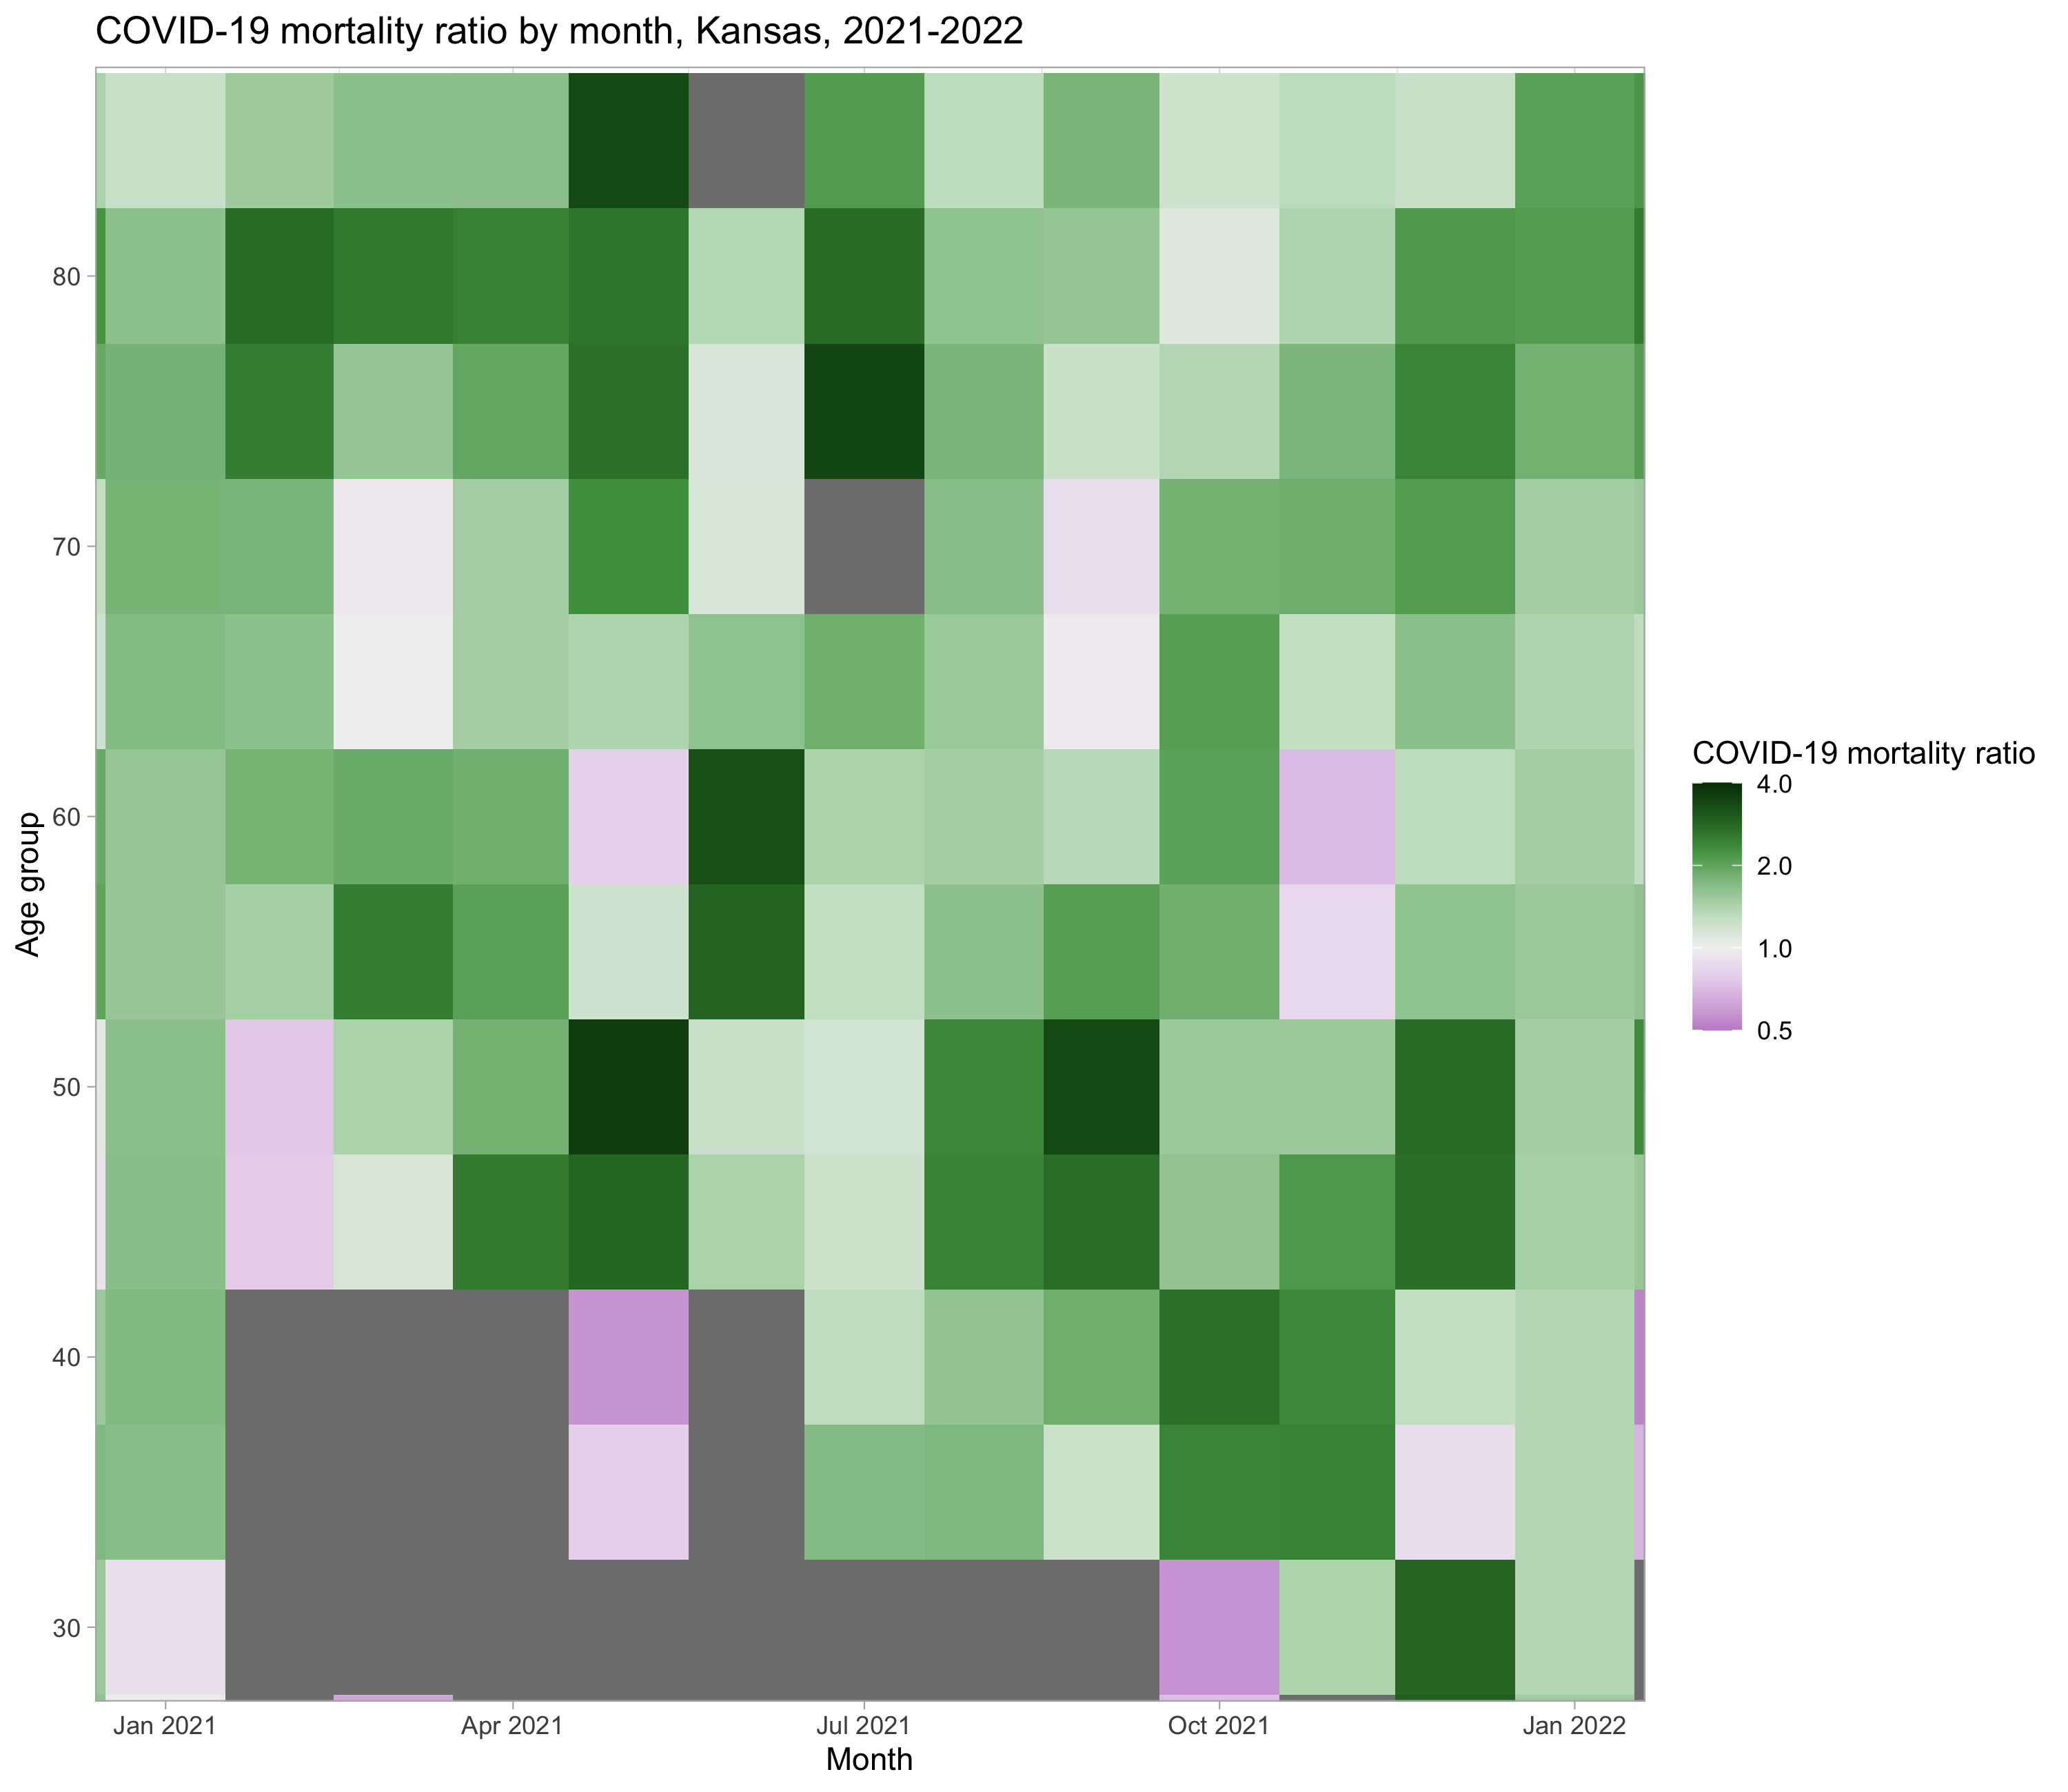 COVID-19 mortality ratio by month, Kansas, 2021-2022
80
70
60
50
40
30
Age group
Jan 2021
Apr 2021
Jul 2021
Oct 2021
Jan 2022
Month
COVID-19 mortality ratio
4.0
2.0
1.0
0.5